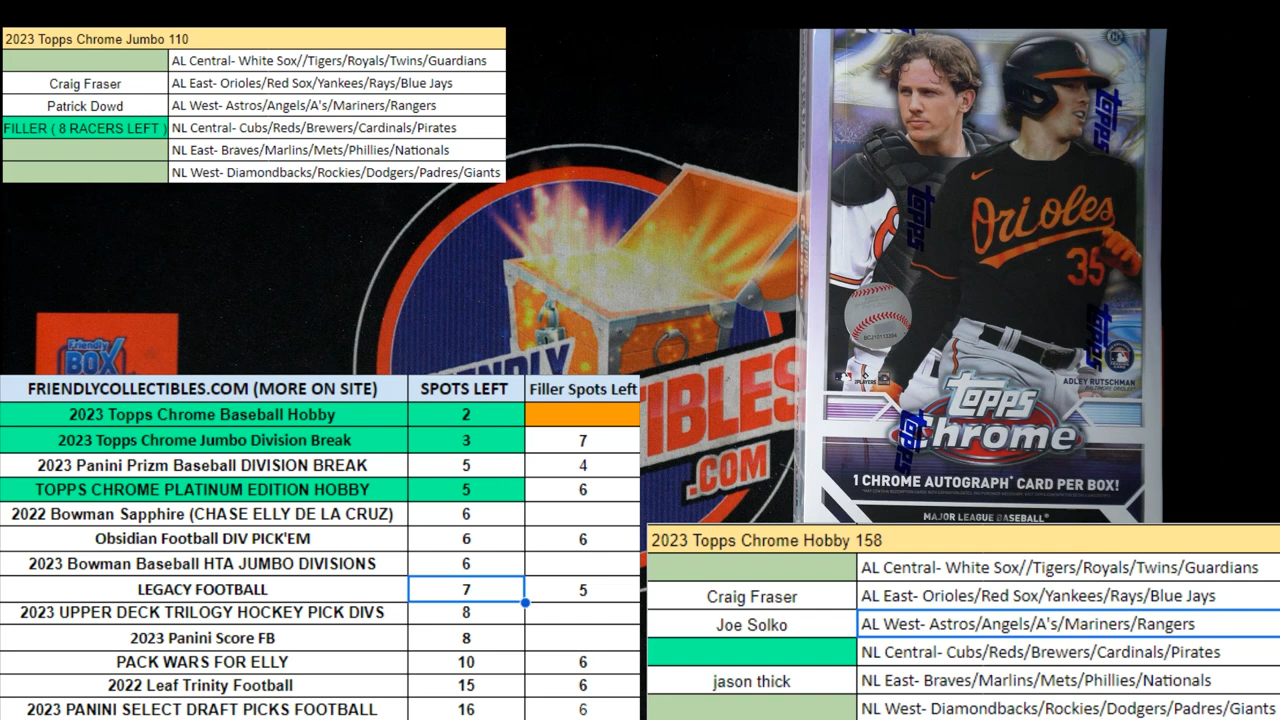 2023 Topps Chrome Jumbo 110
AL Central- White Sox//Tigers/Royals/Twins/Guardians
Craig Fraser AL East- Orioles/Red Sox/Yankees/Rays/Blue Jays
Patrick Dowd AL West- Astros/Angels/A's/Mariners/Rangers
FILLER ( 8 RACERS LEFT ) NL Central- Cubs/Reds/Brewers/Cardinals/Pirates
NL East- Braves/Marlins/Mets/Phillies/Nationals
NL West- Diamondbacks/Rockies/Dodgers/Padres/Giants
Friendly
BOX
FRIENDLYCOLLECTIBLES.COM (MORE ON SITE) SPOTS LEFT Filler Spots Left
2023 Topps Chrome Baseball Hobby 2
2023 Topps Chrome Jumbo Division Break 3 7
2023 Panini Prizm Baseball DIVISION BREAK 5 4
TOPPS CHROME PLATINUM EDITION HOBBY 5 6
2022 Bowman Sapphire (CHASE ELLY DE LA CRUZ) 6
Obsidian Football DIV PICK'EM 6 6
2023 Bowman Baseball HTA JUMBO DIVISIONS 6
LEGACY FOOTBALL 7 5
2023 UPPER DECK TRILOGY HOCKEY PICK DIVS 8
2023 Panini Score FB 8
PACK WARS FOR ELLY 10 6
2022 Leaf Trinity Football 15 6
2023 PANINI SELECT DRAFT PICKS FOOTBALL 16 6
NDLY
IBLES
.COM
topps
topps
topps
topps
Orioles
35
ADLEY RUTSCHMAN
topps
Chrome
1 CHROME AUTOGRAPH CARD PER BOX!
MAJOR LEAGUE BASEBALL
2023 Topps Chrome Hobby 158
AL Central- White Sox//Tigers/Royals/Twins/Guardians
Craig Fraser AL East- Orioles/Red Sox/Yankees/Rays/Blue Jays
Joe Solko AL West- Astros/Angels/A's/Mariners/Rangers
NL Central- Cubs/Reds/Brewers/Cardinals/Pirates
jason thick NL East- Braves/Marlins/Mets/Phillies/Nationals
NL West- Diamondbacks/Rockies/Dodgers/Padres/Giants